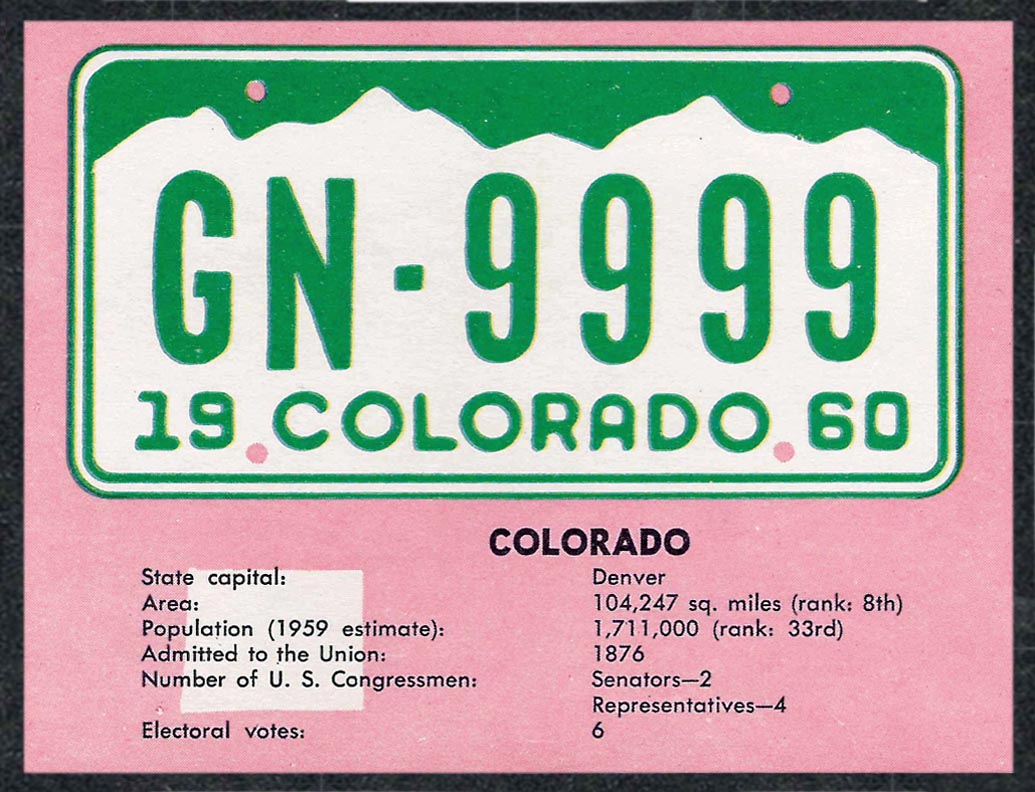 GN·9999
19 COLORADO 60
COLORADO
State capital: Denver
Area: 104,247 sq. miles (rank: 8th)
Population (1959 estimate): 1,711,000 (rank: 33rd)
Admitted to the Union: 1876
Number of U. S. Congressmen: Senators—2
Representatives—4
Electoral votes: 6